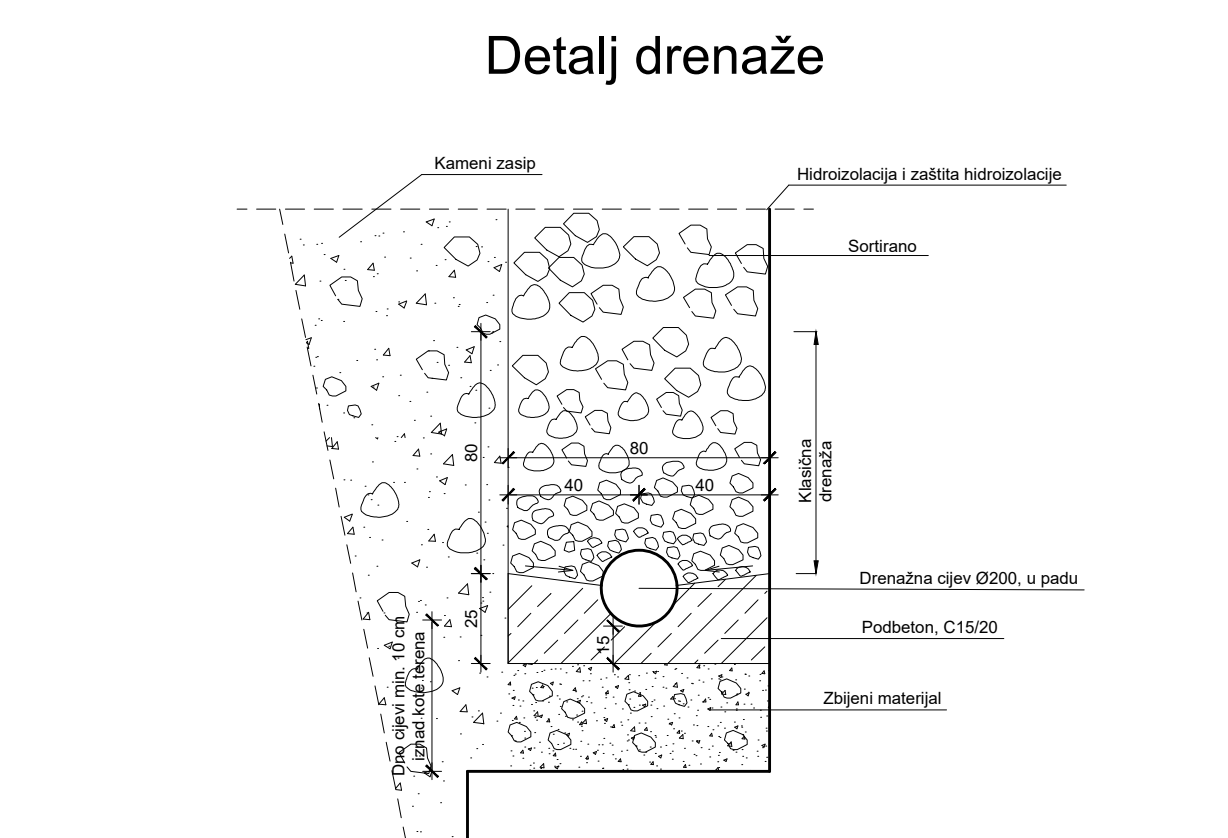 Detalj drenaže
Kameni zasip
Hidroizolacija i zaštita hidroizolacije
Sortirano
80
80
40
40
Klasična
drenaža
25
15
Drenažna cijev Ø200, u padu
Podbeton, C15/20
Dno cijevi min. 10 cm
iznad kote terena
Zbijeni materijal